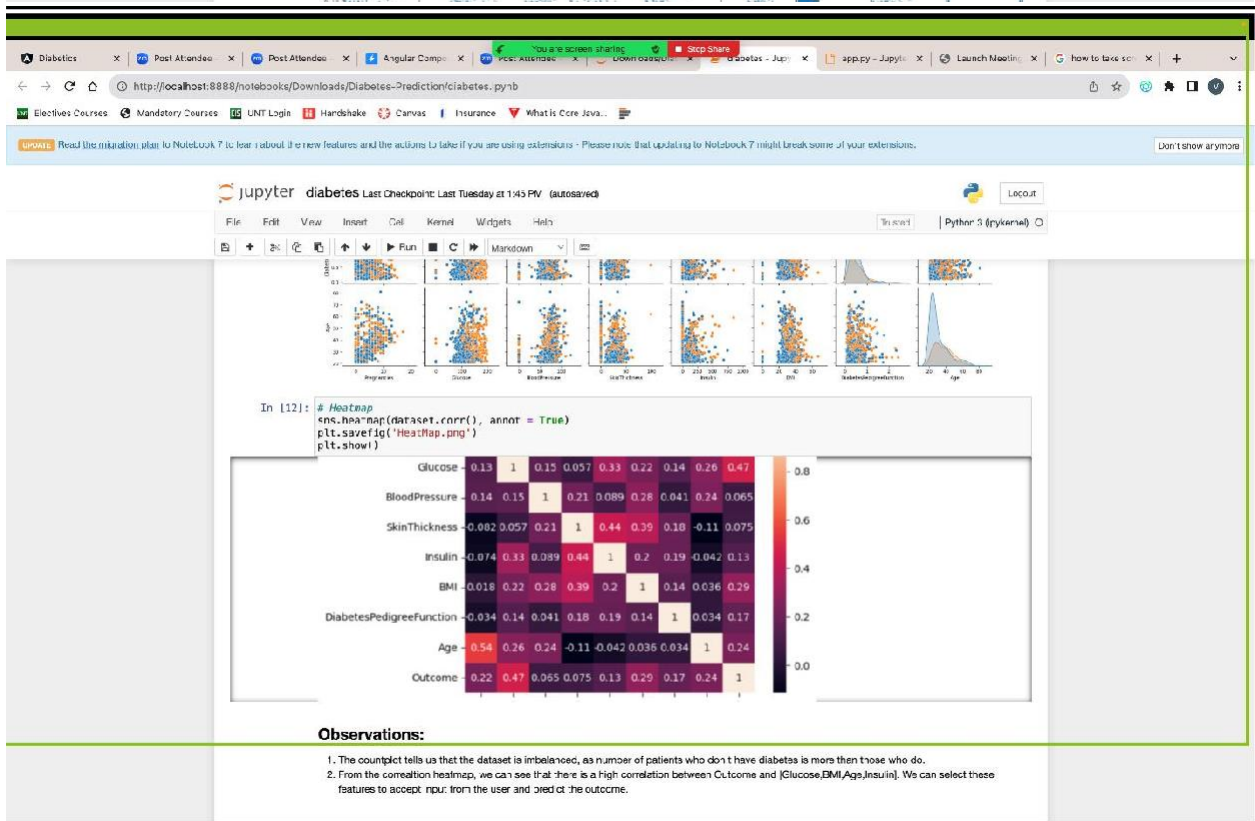 You are screen sharing Stop Share
Diabetics Post Attendee - Post Attendee - Angular Compo Post Attendee - Downloads/Dia diabetes - Jupy app.py - Jupyte Launch Meeting how to take scr
http://localhost:8888/notebooks/Downloads/Diabetes-Prediction/diabetes.ipynb
Electives Courses Mandatory Courses UNT Login Handshake Canvas Insurance What is Core Java...
UPDATE Read the migration plan to Notebook 7 to learn about the new features and the actions to take if you are using extensions - Please note that updating to Notebook 7 might break some of your extensions. Don't show anymore
jupyter diabetes Last Checkpoint: Last Tuesday at 1:45 PM (autosaved) Logout
File Edit View Insert Cell Kernel Widgets Help Trusted Python 3 (ipykernel)
Run Markdown
Age
Pregnancies Glucose BloodPressure SkinThickness Insulin BMI DiabetesPedigreeFunction Age
In [12]: # Heatmap
sns.heatmap(dataset.corr(), annot = True)
plt.savefig('HeatMap.png')
plt.show()
Glucose 0.13 1 0.15 0.057 0.33 0.22 0.14 0.26 0.47 0.8
BloodPressure 0.14 0.15 1 0.21 0.089 0.28 0.041 0.24 0.065
SkinThickness -0.082 0.057 0.21 1 0.44 0.39 0.18 -0.11 0.075 0.6
Insulin -0.074 0.33 0.089 0.44 1 0.2 0.19 -0.042 0.13
0.4
BMI 0.018 0.22 0.28 0.39 0.2 1 0.14 0.036 0.29
DiabetesPedigreeFunction -0.034 0.14 0.041 0.18 0.19 0.14 1 0.034 0.17 0.2
Age 0.54 0.26 0.24 -0.11 -0.042 0.036 0.034 1 0.24
Outcome 0.22 0.47 0.065 0.075 0.13 0.29 0.17 0.24 1 0.0
Observations:
1. The countplot tells us that the dataset is imbalanced, as number of patients who don't have diabetes is more than those who do.
2. From the correaltion heatmap, we can see that there is a high correlation between Outcome and [Glucose,BMI,Age,Insulin]. We can select these
features to accept input from the user and predict the outcome.